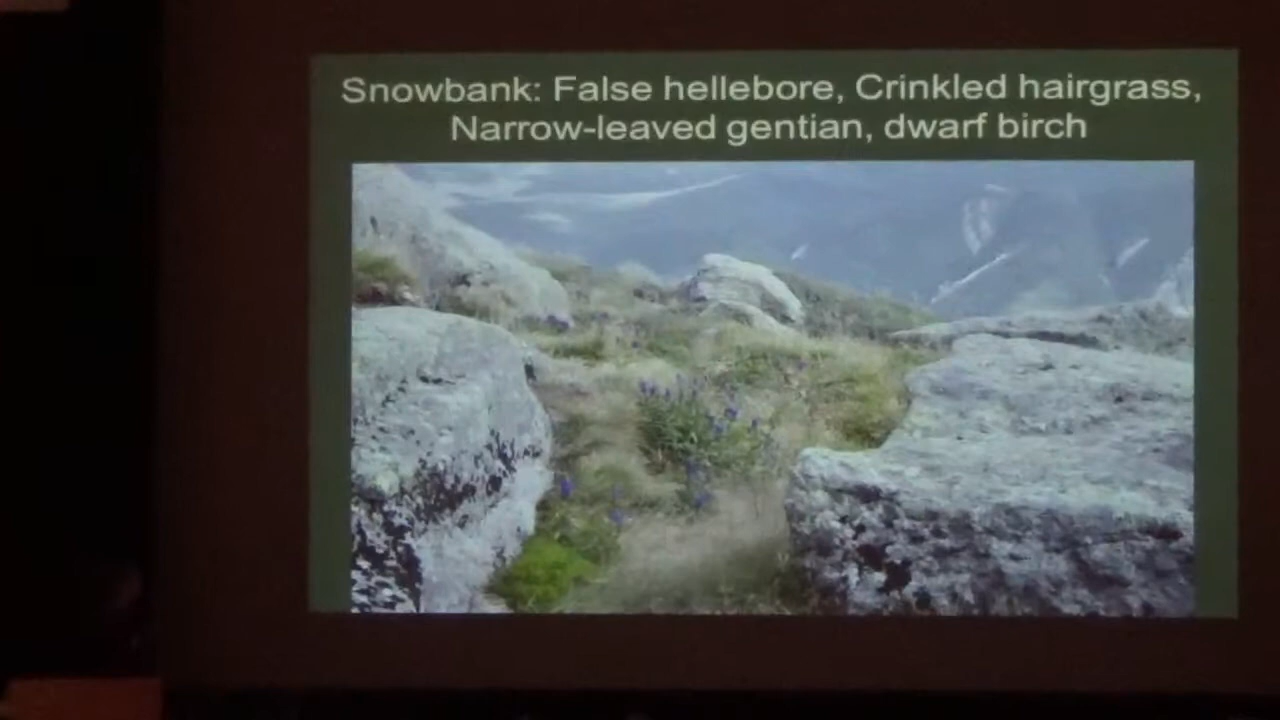 Snowbank: False hellebore, Crinkled hairgrass,
Narrow-leaved gentian, dwarf birch